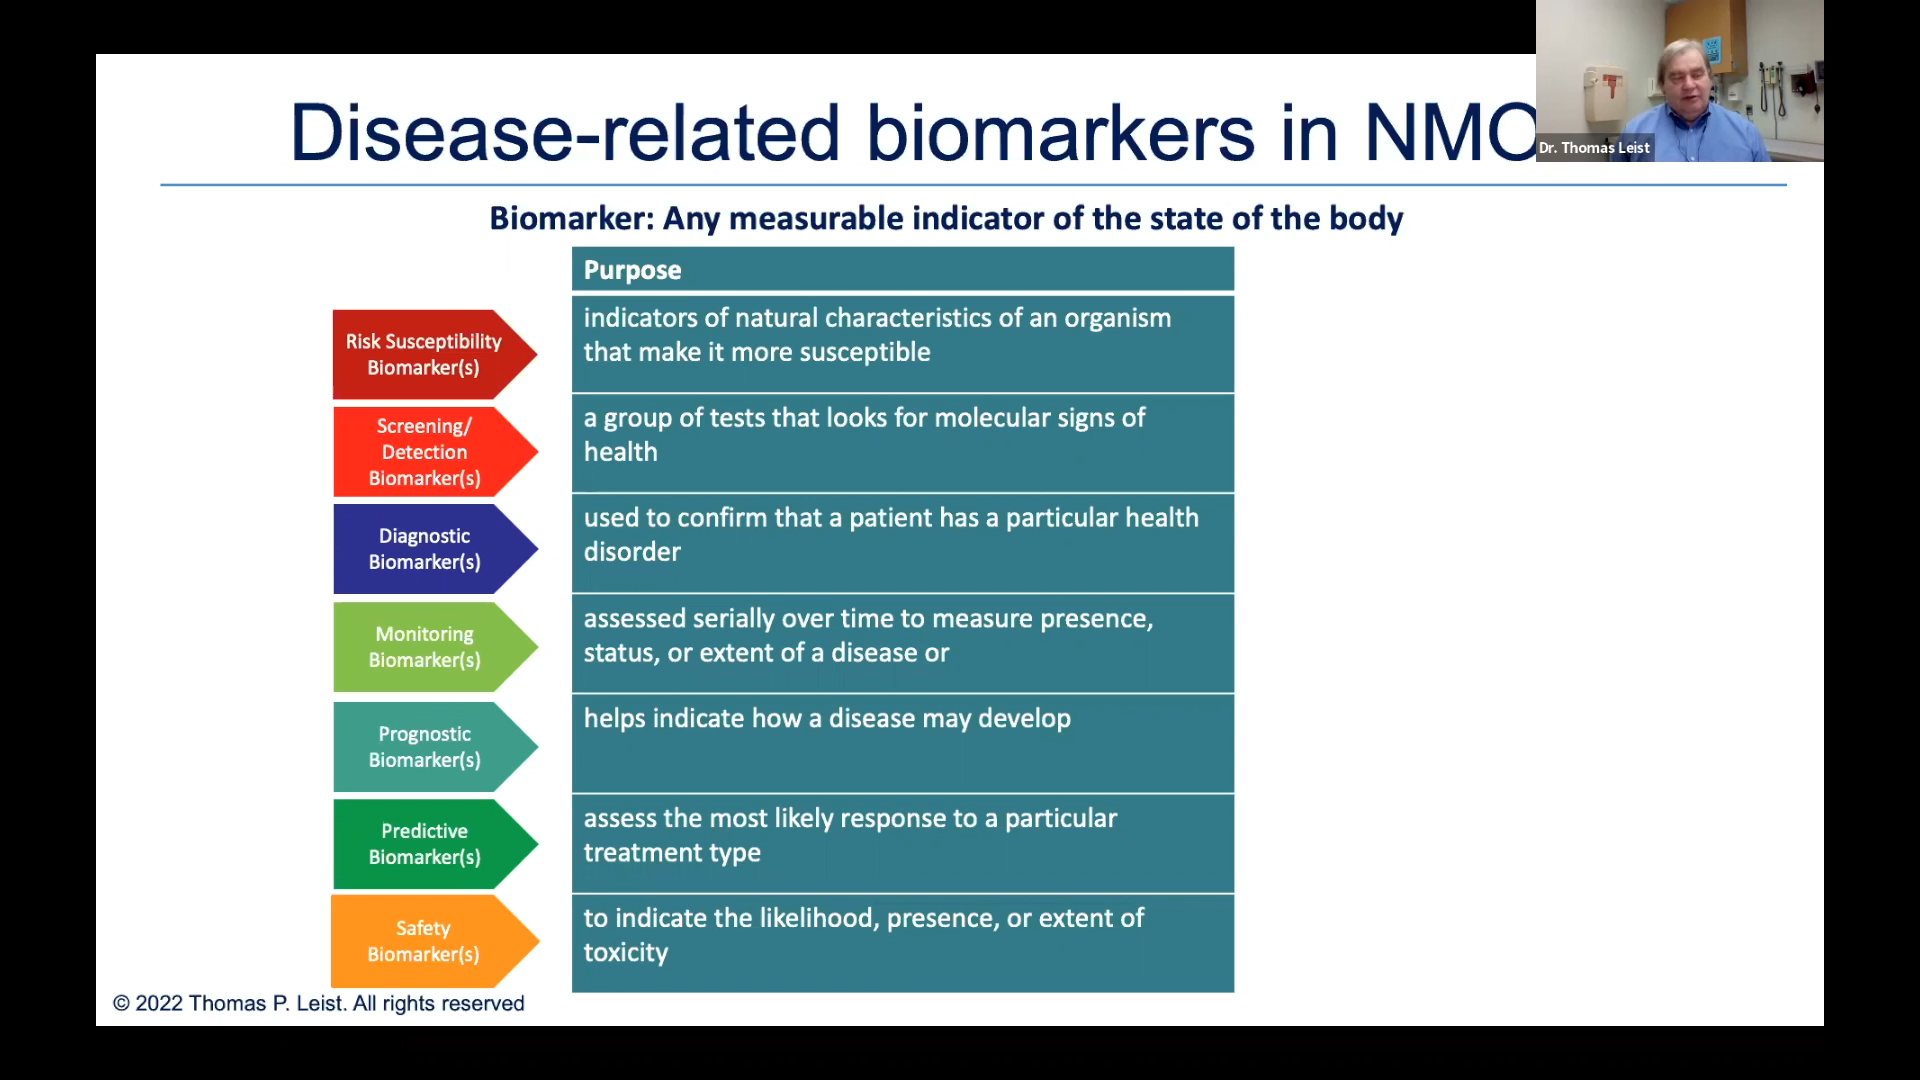 Disease-related biomarkers in NMO
Dr. Thomas Leist
Biomarker: Any measurable indicator of the state of the body
Purpose
Risk Susceptibility
Biomarker(s)
indicators of natural characteristics of an organism
that make it more susceptible
Screening/
Detection
Biomarker(s)
a group of tests that looks for molecular signs of
health
Diagnostic
Biomarker(s)
used to confirm that a patient has a particular health
disorder
Monitoring
Biomarker(s)
assessed serially over time to measure presence,
status, or extent of a disease or
Prognostic
Biomarker(s)
helps indicate how a disease may develop
Predictive
Biomarker(s)
assess the most likely response to a particular
treatment type
Safety
Biomarker(s)
to indicate the likelihood, presence, or extent of
toxicity
© 2022 Thomas P. Leist. All rights reserved